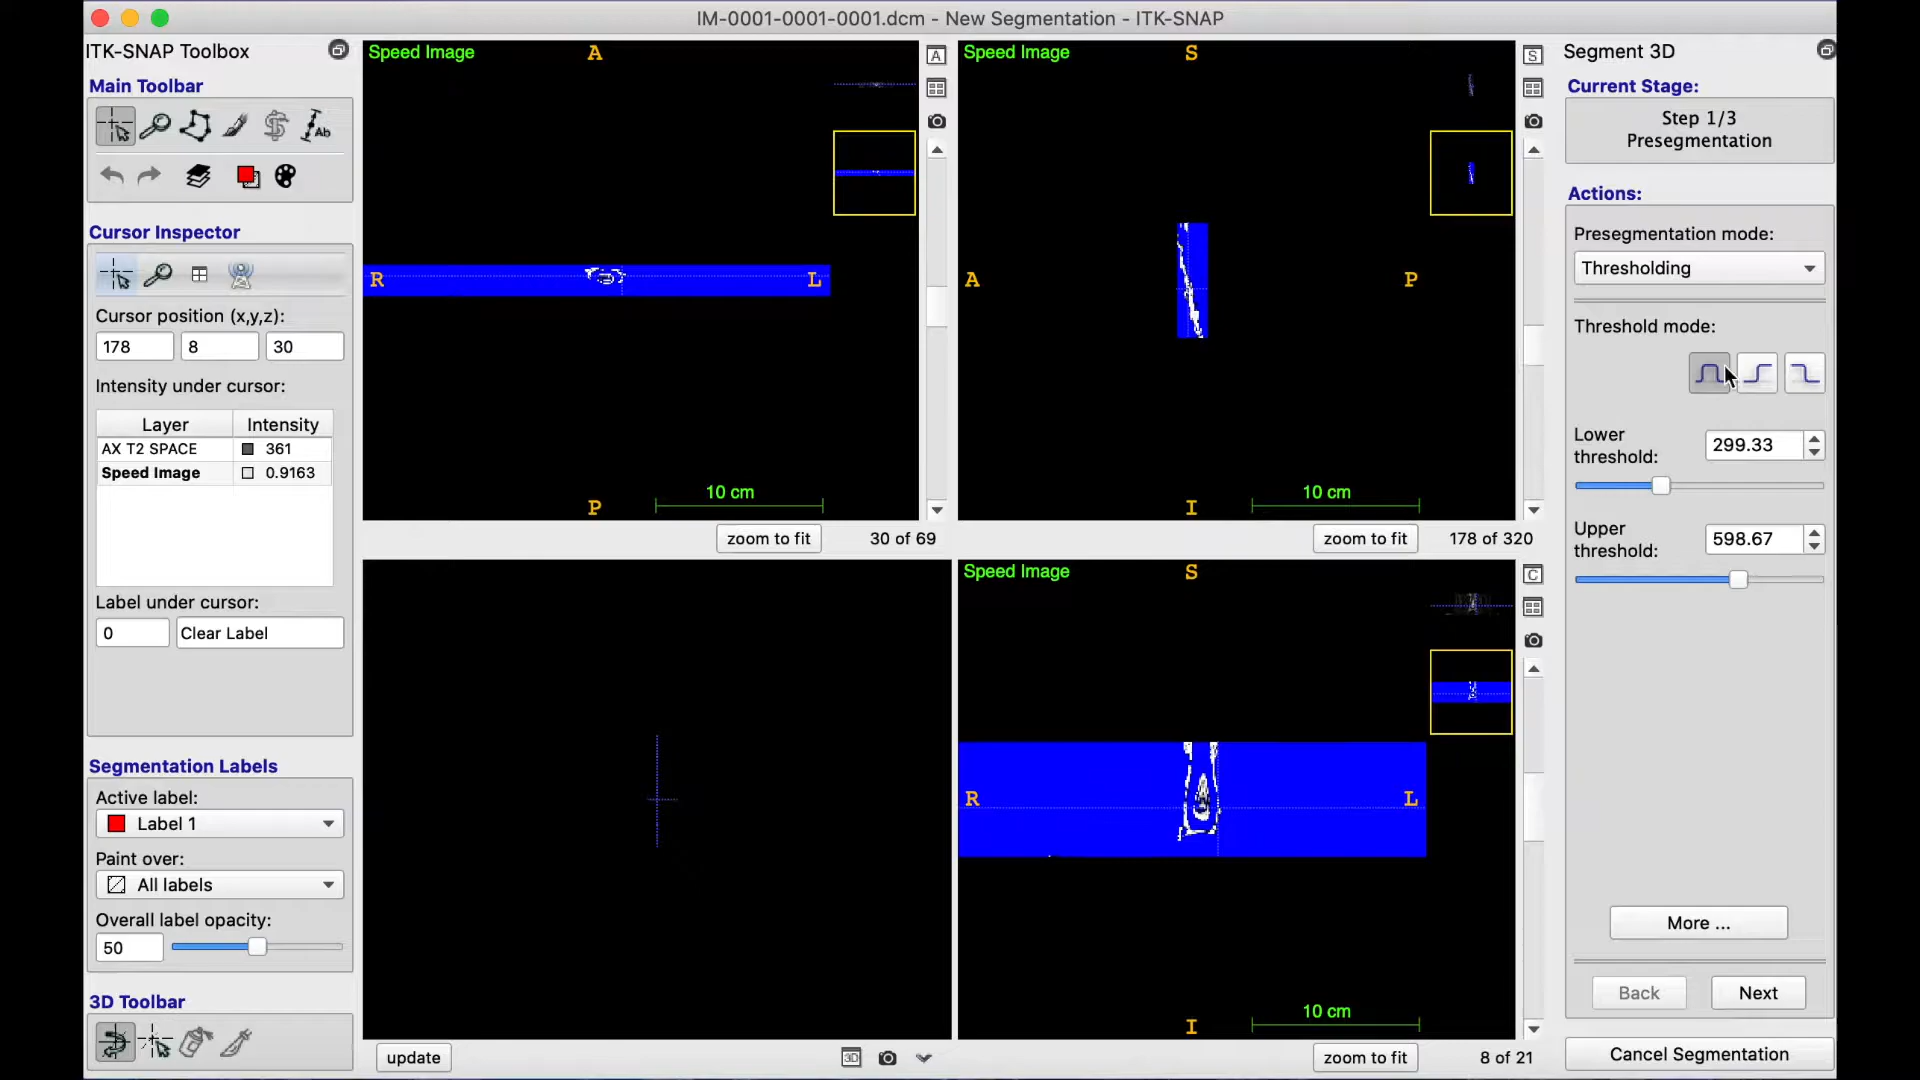 IM-0001-0001-0001.dcm - New Segmentation - ITK-SNAP
ITK-SNAP Toolbox
Main Toolbar
Ab
Cursor Inspector
Cursor position (x,y,z):
178 8 30
Intensity under cursor:
Layer Intensity
AX T2 SPACE 361
Speed Image 0.9163
Label under cursor:
0 Clear Label
Segmentation Labels
Active label:
Label 1
Paint over:
All labels
Overall label opacity:
50
3D Toolbar
Speed Image
A
R
L
10 cm
P
A
zoom to fit 30 of 69
Speed Image
S
A
P
10 cm
I
S
zoom to fit 178 of 320
update
3D
Speed Image
S
R
L
10 cm
I
C
zoom to fit 8 of 21
Segment 3D
Current Stage:
Step 1/3
Presegmentation
Actions:
Presegmentation mode:
Thresholding
Threshold mode:
Lower
threshold:
299.33
Upper
threshold:
598.67
More ...
Back Next
Cancel Segmentation